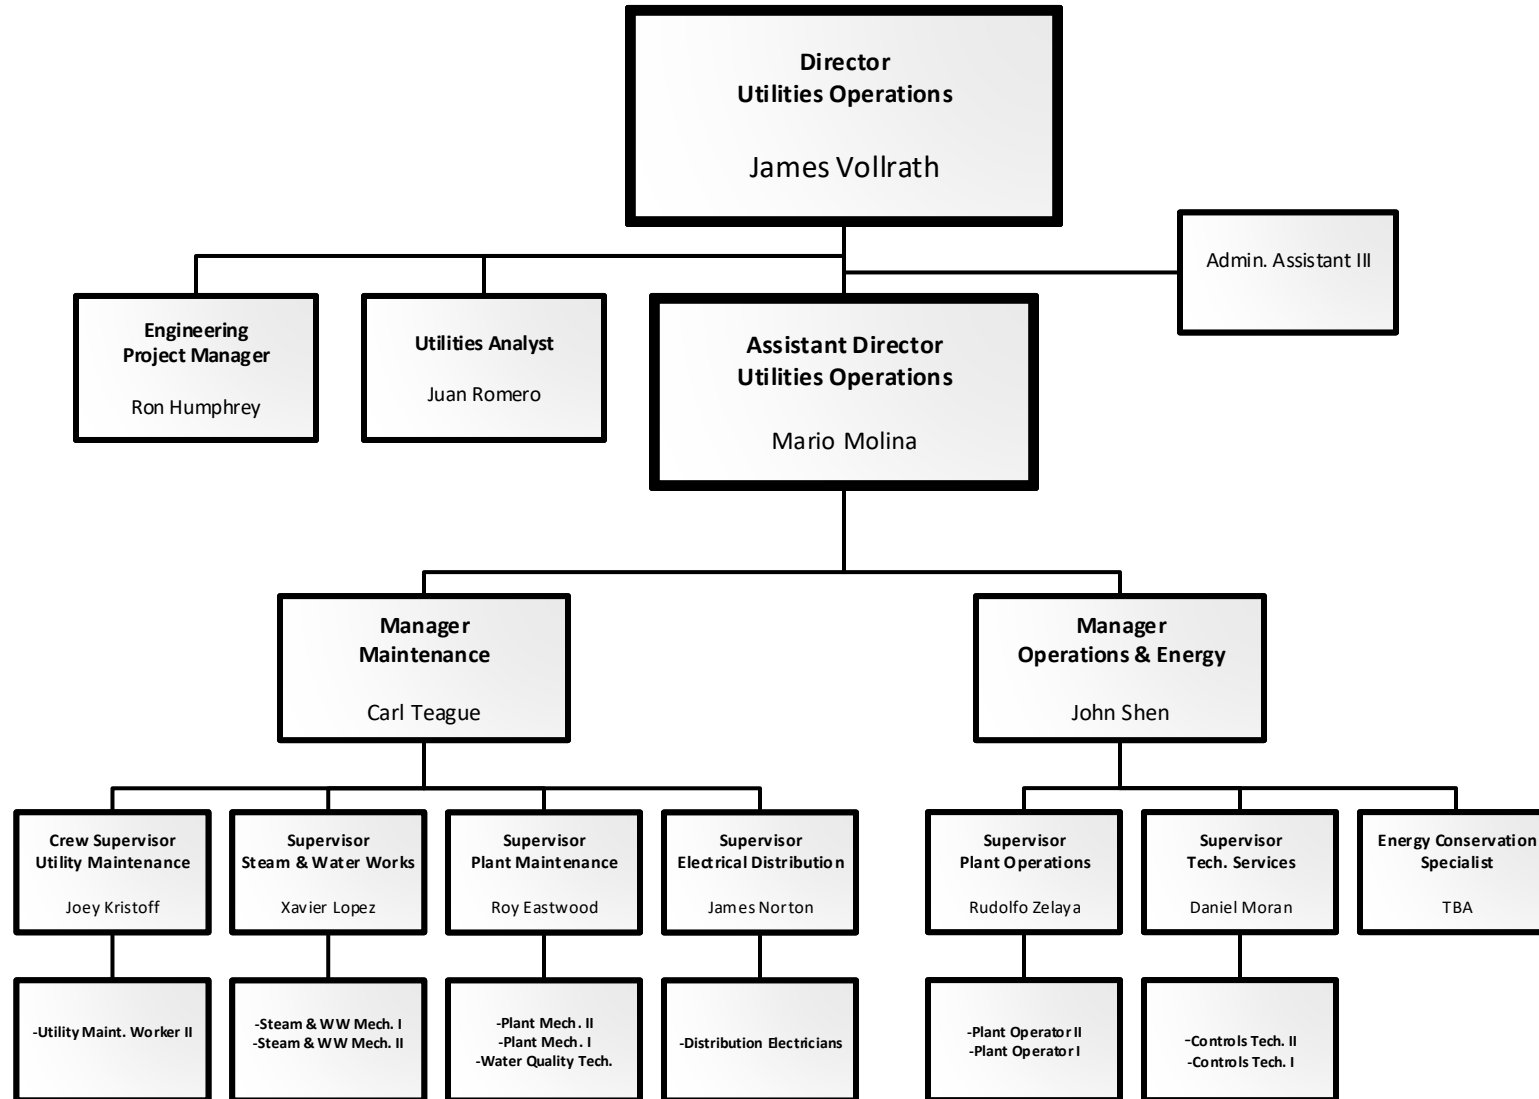 Director
Utilities Operations
James Vollrath
Admin. Assistant III
Engineering
Project Manager
Ron Humphrey
Utilities Analyst
Juan Romero
Assistant Director
Utilities Operations
Mario Molina
Manager
Maintenance
Carl Teague
Manager
Operations & Energy
John Shen
Crew Supervisor
Utility Maintenance
Joey Kristoff
Supervisor
Steam & Water Works
Xavier Lopez
Supervisor
Plant Maintenance
Roy Eastwood
Supervisor
Electrical Distribution
James Norton
Supervisor
Plant Operations
Rudolfo Zelaya
Supervisor
Tech. Services
Daniel Moran
Energy Conservation
Specialist
TBA
-Utility Maint. Worker II
-Steam & WW Mech. I
-Steam & WW Mech. II
-Plant Mech. II
-Plant Mech. I
-Water Quality Tech.
-Distribution Electricians
-Plant Operator II
-Plant Operator I
-Controls Tech. II
-Controls Tech. I